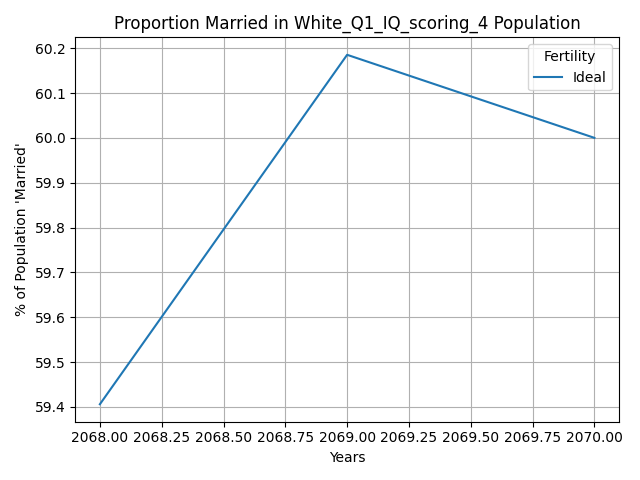 Proportion Married in White_Q1_IQ_scoring_4 Population
Fertility
Ideal
% of Population 'Married'
60.2
60.1
60.0
59.9
59.8
59.7
59.6
59.5
59.4
2068.00 2068.25 2068.50 2068.75 2069.00 2069.25 2069.50 2069.75 2070.00
Years